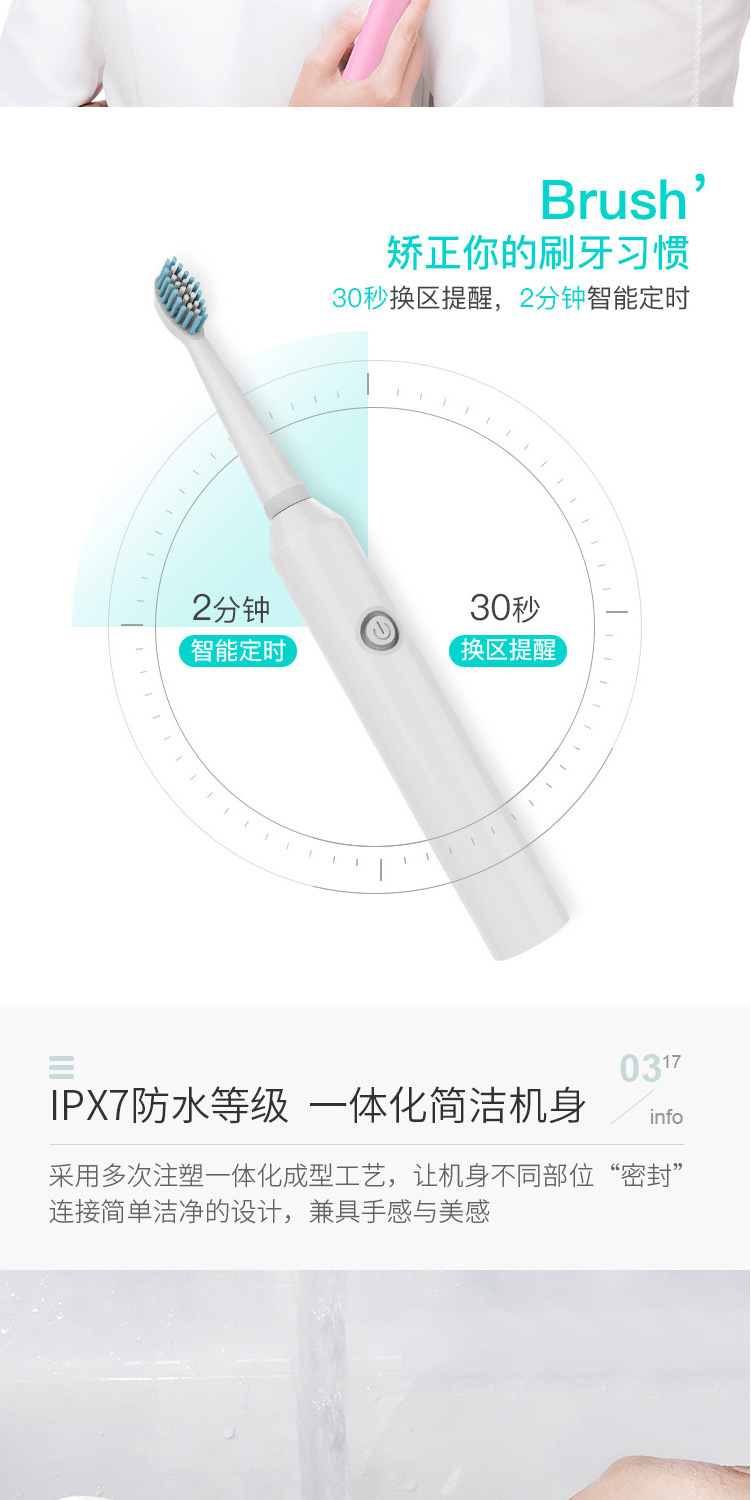 Brush’
矫正你的刷牙习惯
30秒换区提醒，2分钟智能定时
2分钟
智能定时
30秒
换区提醒
03 17
info
IPX7防水等级 一体化简洁机身
采用多次注塑一体化成型工艺，让机身不同部位“密封”
连接简单洁净的设计，兼具手感与美感